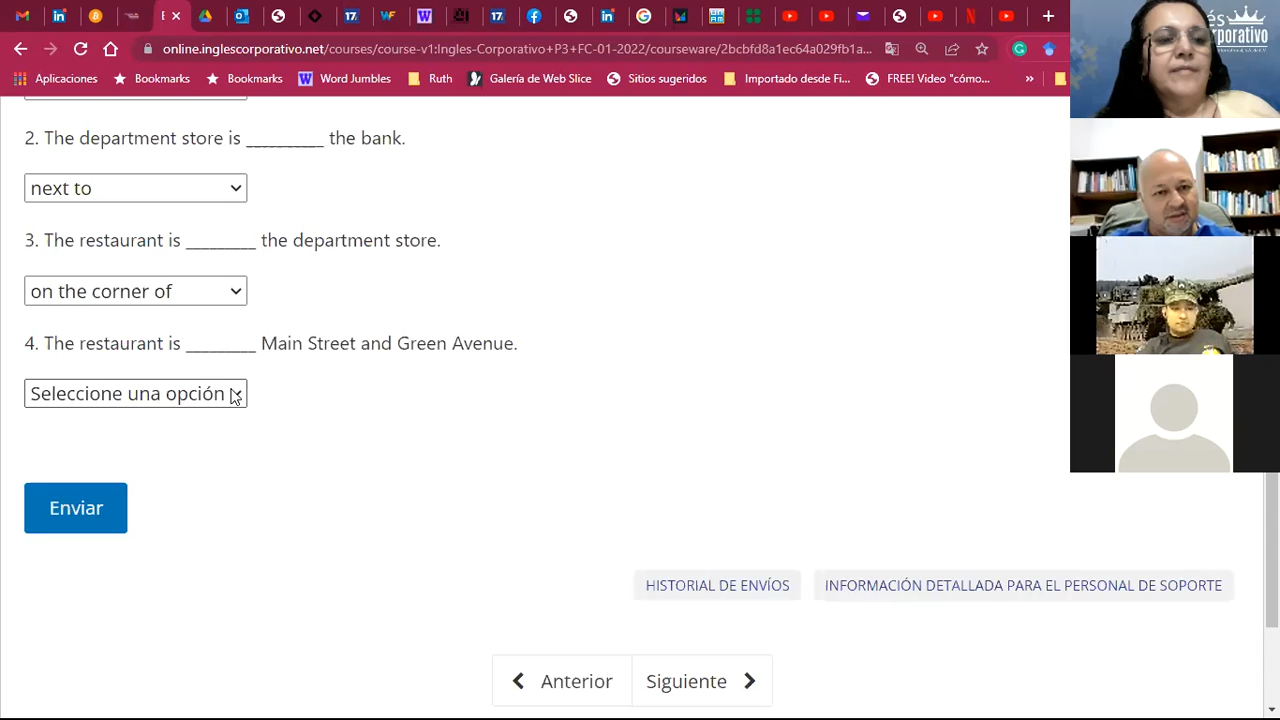 online.inglescorporativo.net/courses/course-v1:Ingles-Corporativo+P3+FC-01-2022/courseware/2bcbfd8a1ec64a029fb1a...
Aplicaciones Bookmarks Bookmarks Word Jumbles Ruth Galería de Web Slice Sitios sugeridos Importado desde Fi... FREE! Video "cómo... »
2. The department store is __________ the bank.
next to
3. The restaurant is _________ the department store.
on the corner of
4. The restaurant is _________ Main Street and Green Avenue.
Seleccione una opción
Enviar
HISTORIAL DE ENVÍOS INFORMACIÓN DETALLADA PARA EL PERSONAL DE SOPORTE
Anterior Siguiente